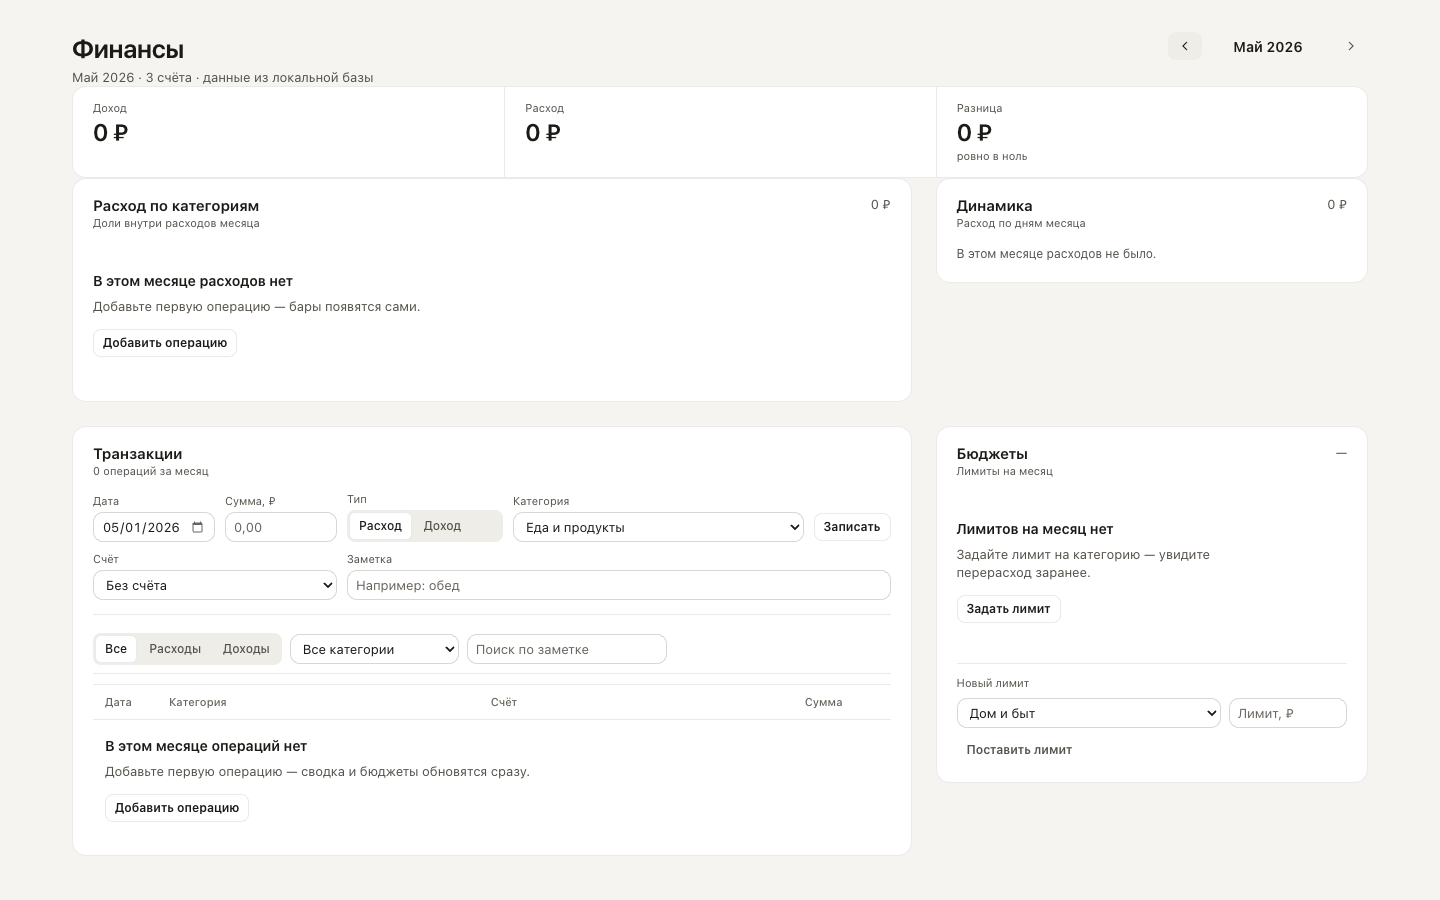 Финансы
Май 2026 · 3 счёта · данные из локальной базы
Май 2026
Доход
0 ₽
Расход
0 ₽
Разница
0 ₽
ровно в ноль
Расход по категориям
0 ₽
Доли внутри расходов месяца
В этом месяце расходов нет
Добавьте первую операцию — бары появятся сами.
Добавить операцию
Динамика
0 ₽
Расход по дням месяца
В этом месяце расходов не было.
Транзакции
0 операций за месяц
Дата
Сумма, ₽
Тип
Категория
05/01/2026
0,00
Расход
Доход
Еда и продукты
Записать
Счёт
Заметка
Без счёта
Например: обед
Все
Расходы
Доходы
Все категории
Поиск по заметке
Дата
Категория
Счёт
Сумма
В этом месяце операций нет
Добавьте первую операцию — сводка и бюджеты обновятся сразу.
Добавить операцию
Бюджеты
—
Лимиты на месяц
Лимитов на месяц нет
Задайте лимит на категорию — увидите
перерасход заранее.
Задать лимит
Новый лимит
Дом и быт
Лимит, ₽
Поставить лимит